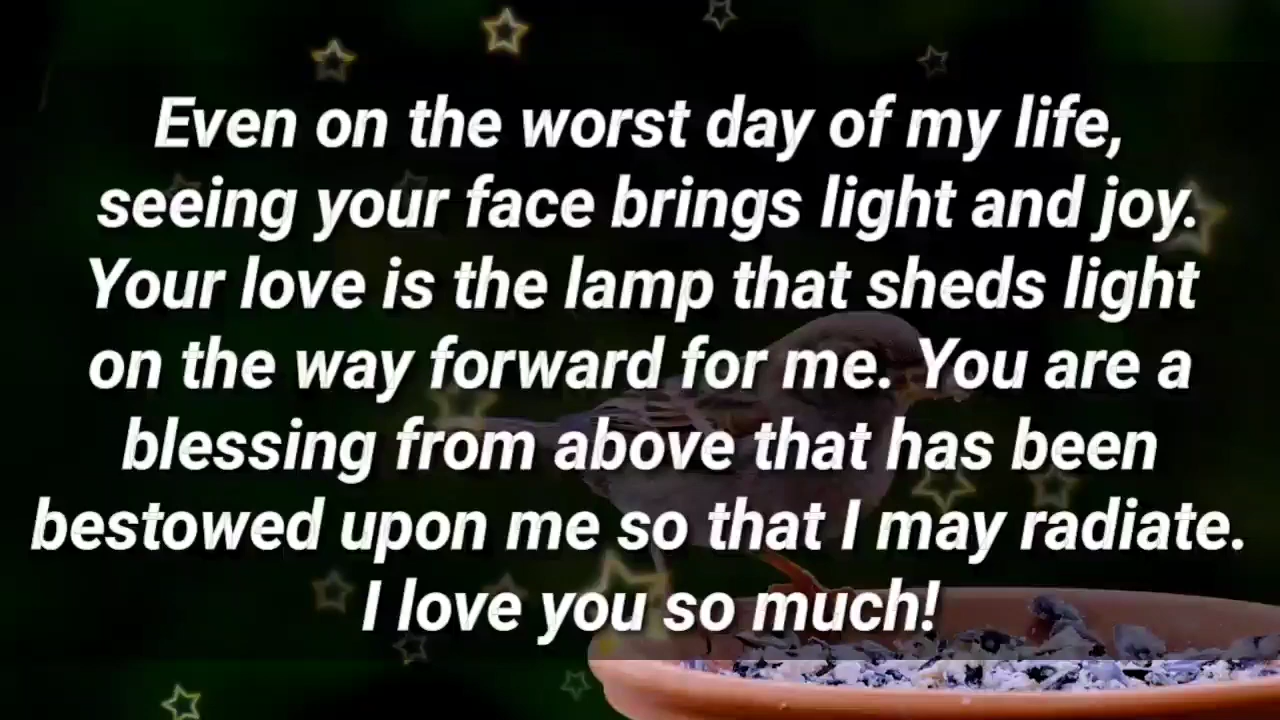 Even on the worst day of my life,
seeing your face brings light and joy.
Your love is the lamp that sheds light
on the way forward for me. You are a
blessing from above that has been
bestowed upon me so that I may radiate.
I love you so much!